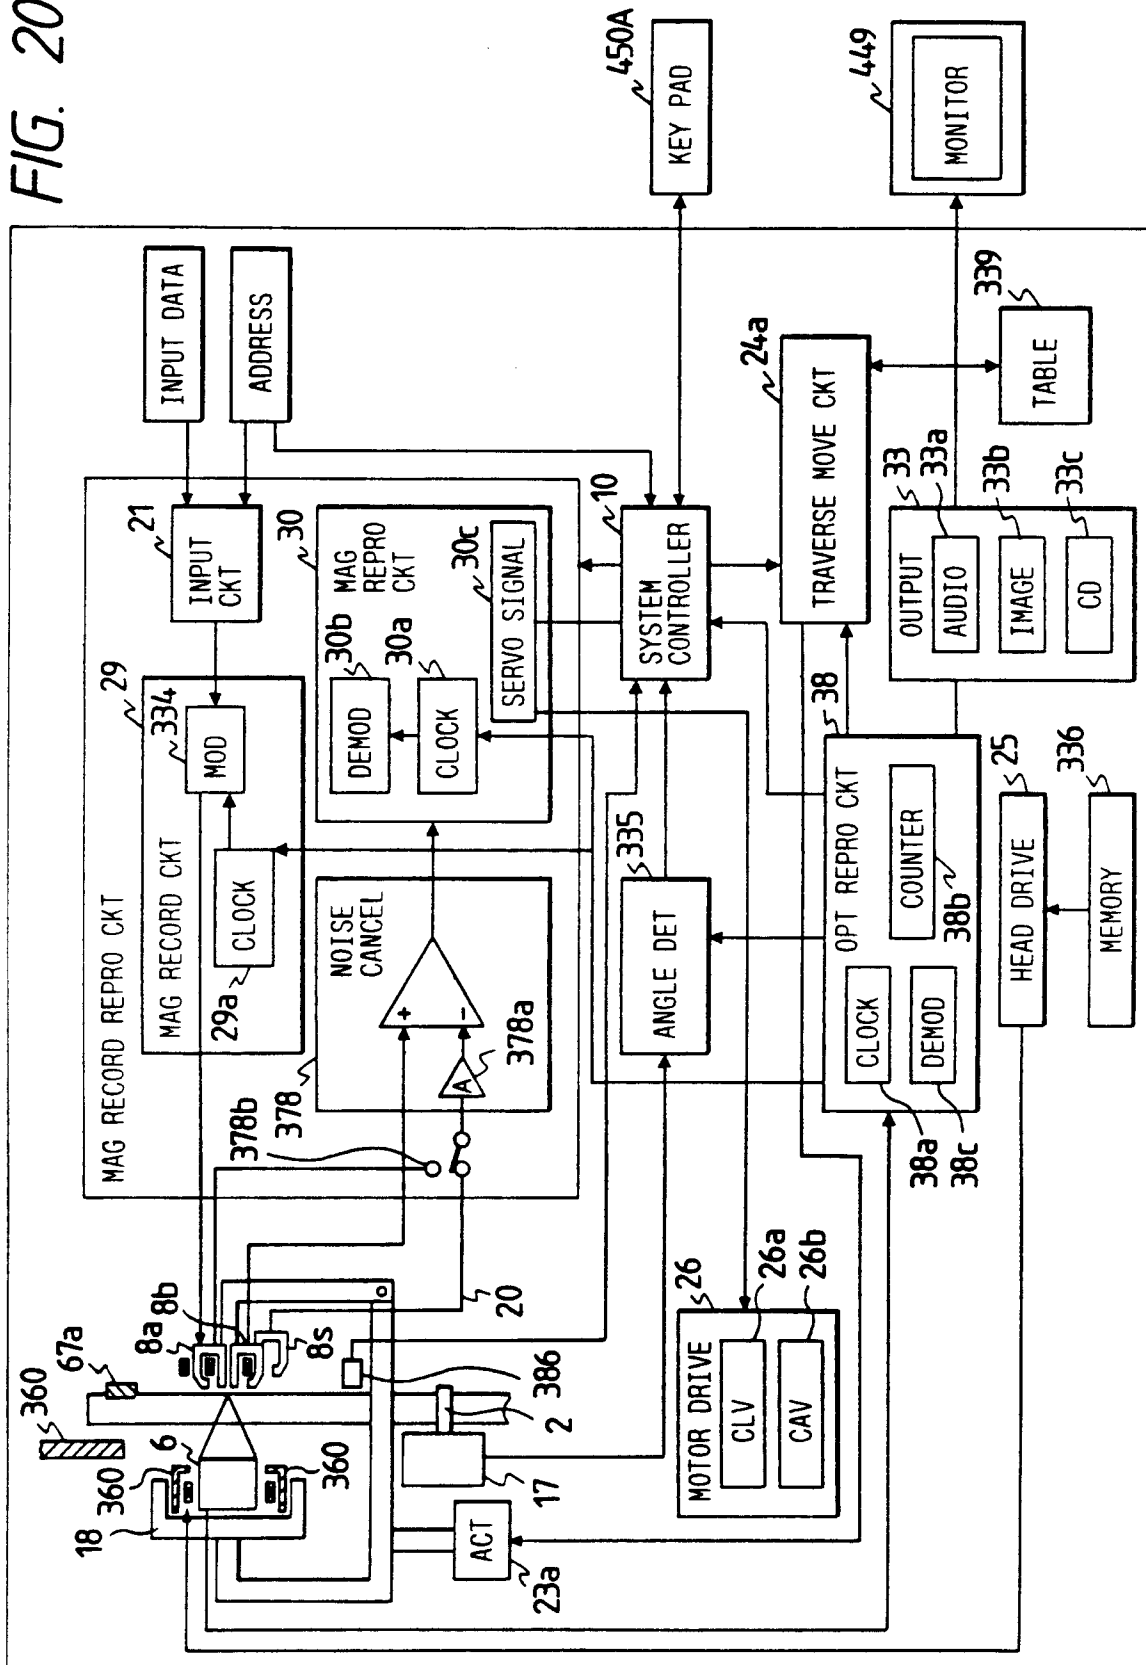 FIG. 20
INPUT DATA
ADDRESS
450A
KEY PAD
449
MONITOR
MAG RECORD REPRO CKT
21
INPUT
CKT
29
334
MOD
MAG RECORD CKT
CLOCK
29a
30
MAG
REPRO
CKT
30b
DEMOD
30a
CLOCK
30c
SERVO SIGNAL
NOISE
CANCEL
+
−
A
378a
378
378b
10
SYSTEM
CONTROLLER
24a
TRAVERSE MOVE CKT
339
TABLE
335
ANGLE DET
38
OPT REPRO CKT
COUNTER
38b
CLOCK
38a
DEMOD
38c
33
OUTPUT
33a
AUDIO
33b
IMAGE
33c
CD
25
HEAD DRIVE
336
MEMORY
26
MOTOR DRIVE
26a
CLV
26b
CAV
360
67a
8a
8b
8s
20
386
2
17
6
360
360
18
ACT
23a